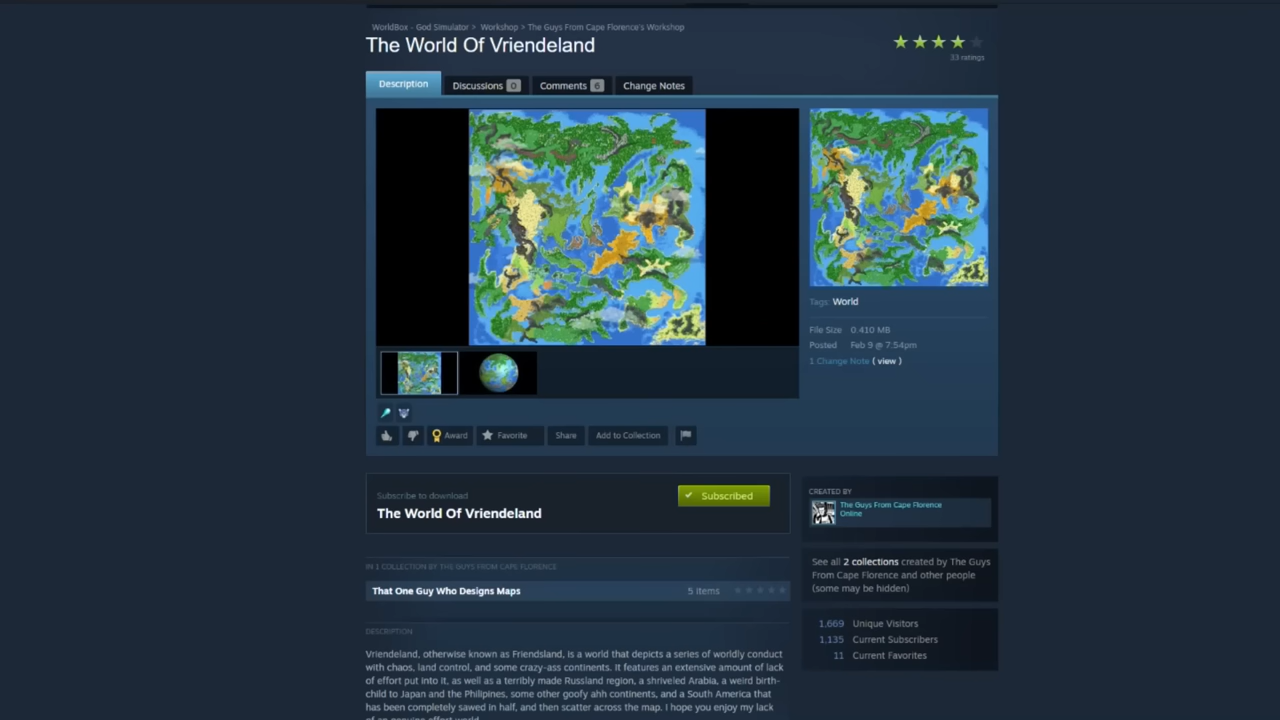 WorldBox - God Simulator > Workshop > The Guys From Cape Florence's Workshop
The World Of Vriendeland
33 ratings
Description
Discussions 0
Comments 6
Change Notes
Tags: World
File Size 0.410 MB
Posted Feb 9 @ 7:54pm
1 Change Note ( view )
Award
Favorite
Share
Add to Collection
Subscribe to download
The World Of Vriendeland
Subscribed
CREATED BY
The Guys From Cape Florence
Online
See all 2 collections created by The Guys
From Cape Florence and other people
(some may be hidden)
IN 1 COLLECTION BY THE GUYS FROM CAPE FLORENCE
That One Guy Who Designs Maps
5 items
1,669 Unique Visitors
1,135 Current Subscribers
11 Current Favorites
DESCRIPTION
Vriendeland, otherwise known as Friendsland, is a world that depicts a series of worldly conduct
with chaos, land control, and some crazy-ass continents. It features an extensive amount of lack
of effort put into it, as well as a terribly made Russland region, a shriveled Arabia, a weird birth-
child to Japan and the Philipines, some other goofy ahh continents, and a South America that
has been completely sawed in half, and then scatter across the map. I hope you enjoy my lack